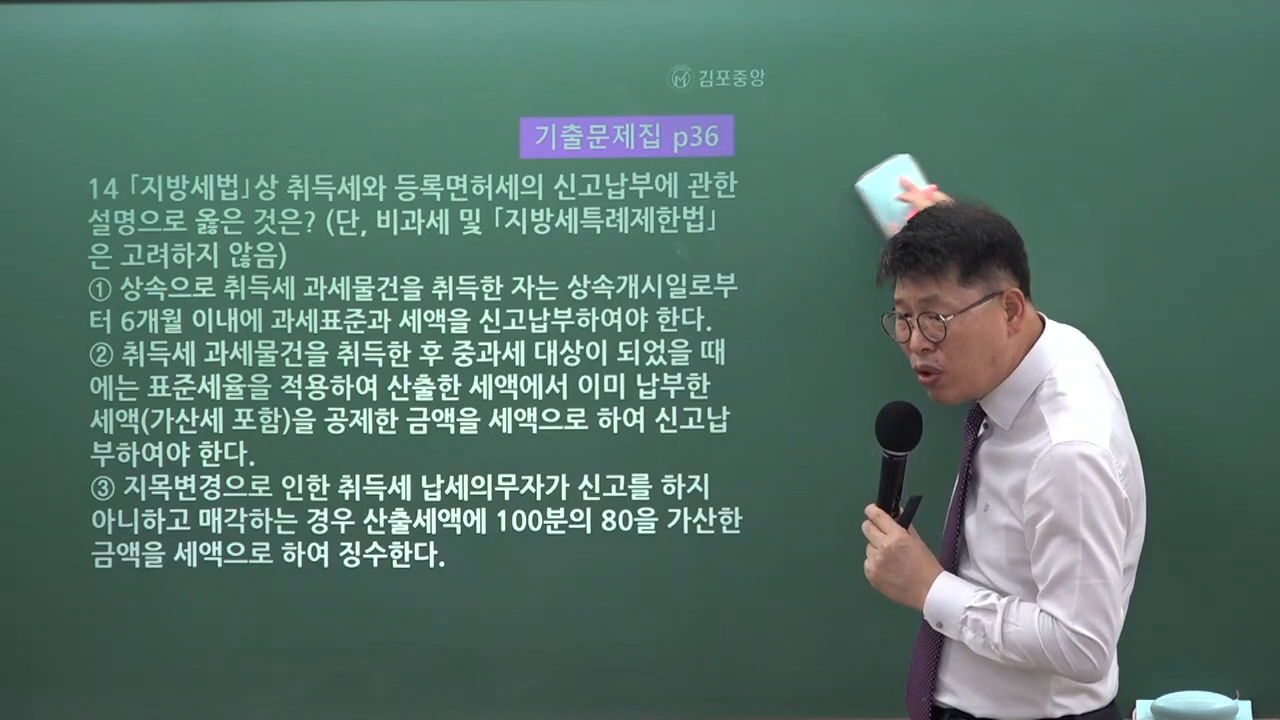 김포중앙
기출문제집 p36
14 「지방세법」상 취득세와 등록면허세의 신고납부에 관한
설명으로 옳은 것은? (단, 비과세 및 「지방세특례제한법」
은 고려하지 않음)
① 상속으로 취득세 과세물건을 취득한 자는 상속개시일로부
터 6개월 이내에 과세표준과 세액을 신고납부하여야 한다.
② 취득세 과세물건을 취득한 후 중과세 대상이 되었을 때
에는 표준세율을 적용하여 산출한 세액에서 이미 납부한
세액(가산세 포함)을 공제한 금액을 세액으로 하여 신고납
부하여야 한다.
③ 지목변경으로 인한 취득세 납세의무자가 신고를 하지
아니하고 매각하는 경우 산출세액에 100분의 80을 가산한
금액을 세액으로 하여 징수한다.